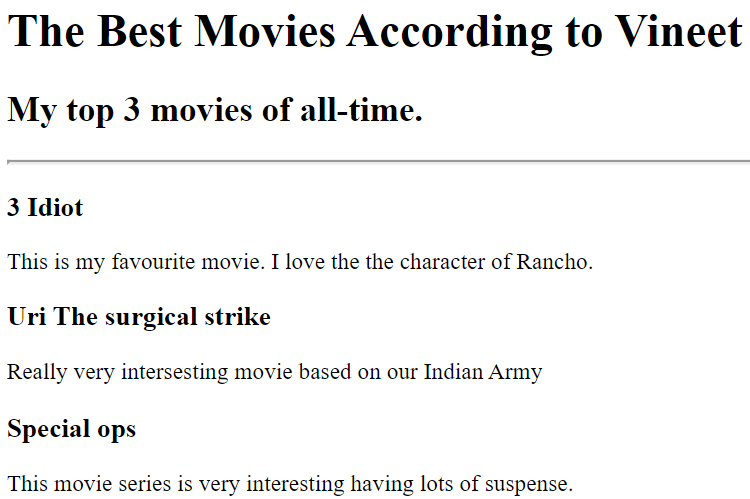 The Best Movies According to Vineet
My top 3 movies of all-time.
3 Idiot
This is my favourite movie. I love the the character of Rancho.
Uri The surgical strike
Really very intersesting movie based on our Indian Army
Special ops
This movie series is very interesting having lots of suspense.